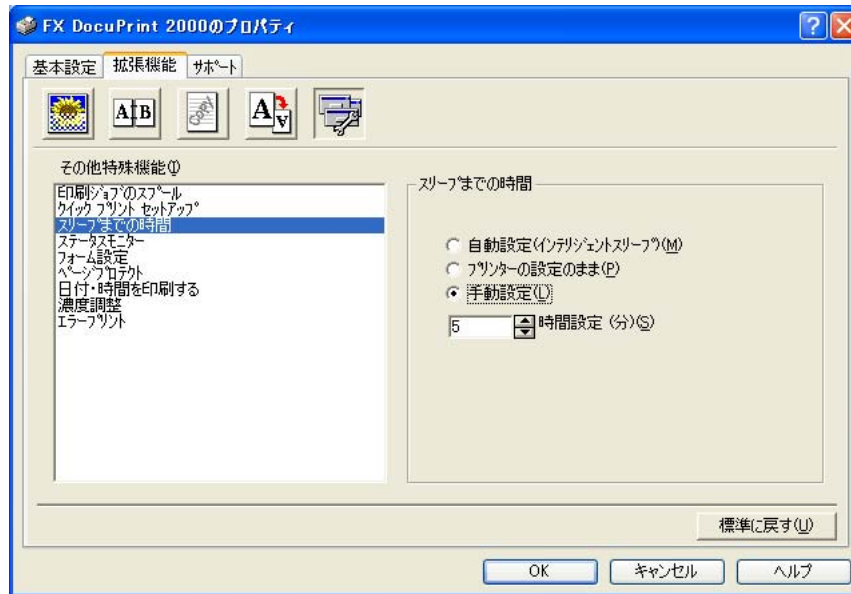 FX DocuPrint 2000のプロパティ
基本設定 拡張機能 サポート
その他特殊機能(I)
印刷ジョブのスプール
クイック プリント セットアップ
スリープまでの時間
ステータスモニター
フォーム設定
ページプロテクト
日付・時間を印刷する
濃度調整
エラープリント
スリープまでの時間
自動設定(インテリジェントスリープ)(M)
プリンターの設定のまま(P)
手動設定(L)
5 時間設定 (分)(S)
標準に戻す(U)
OK キャンセル ヘルプ